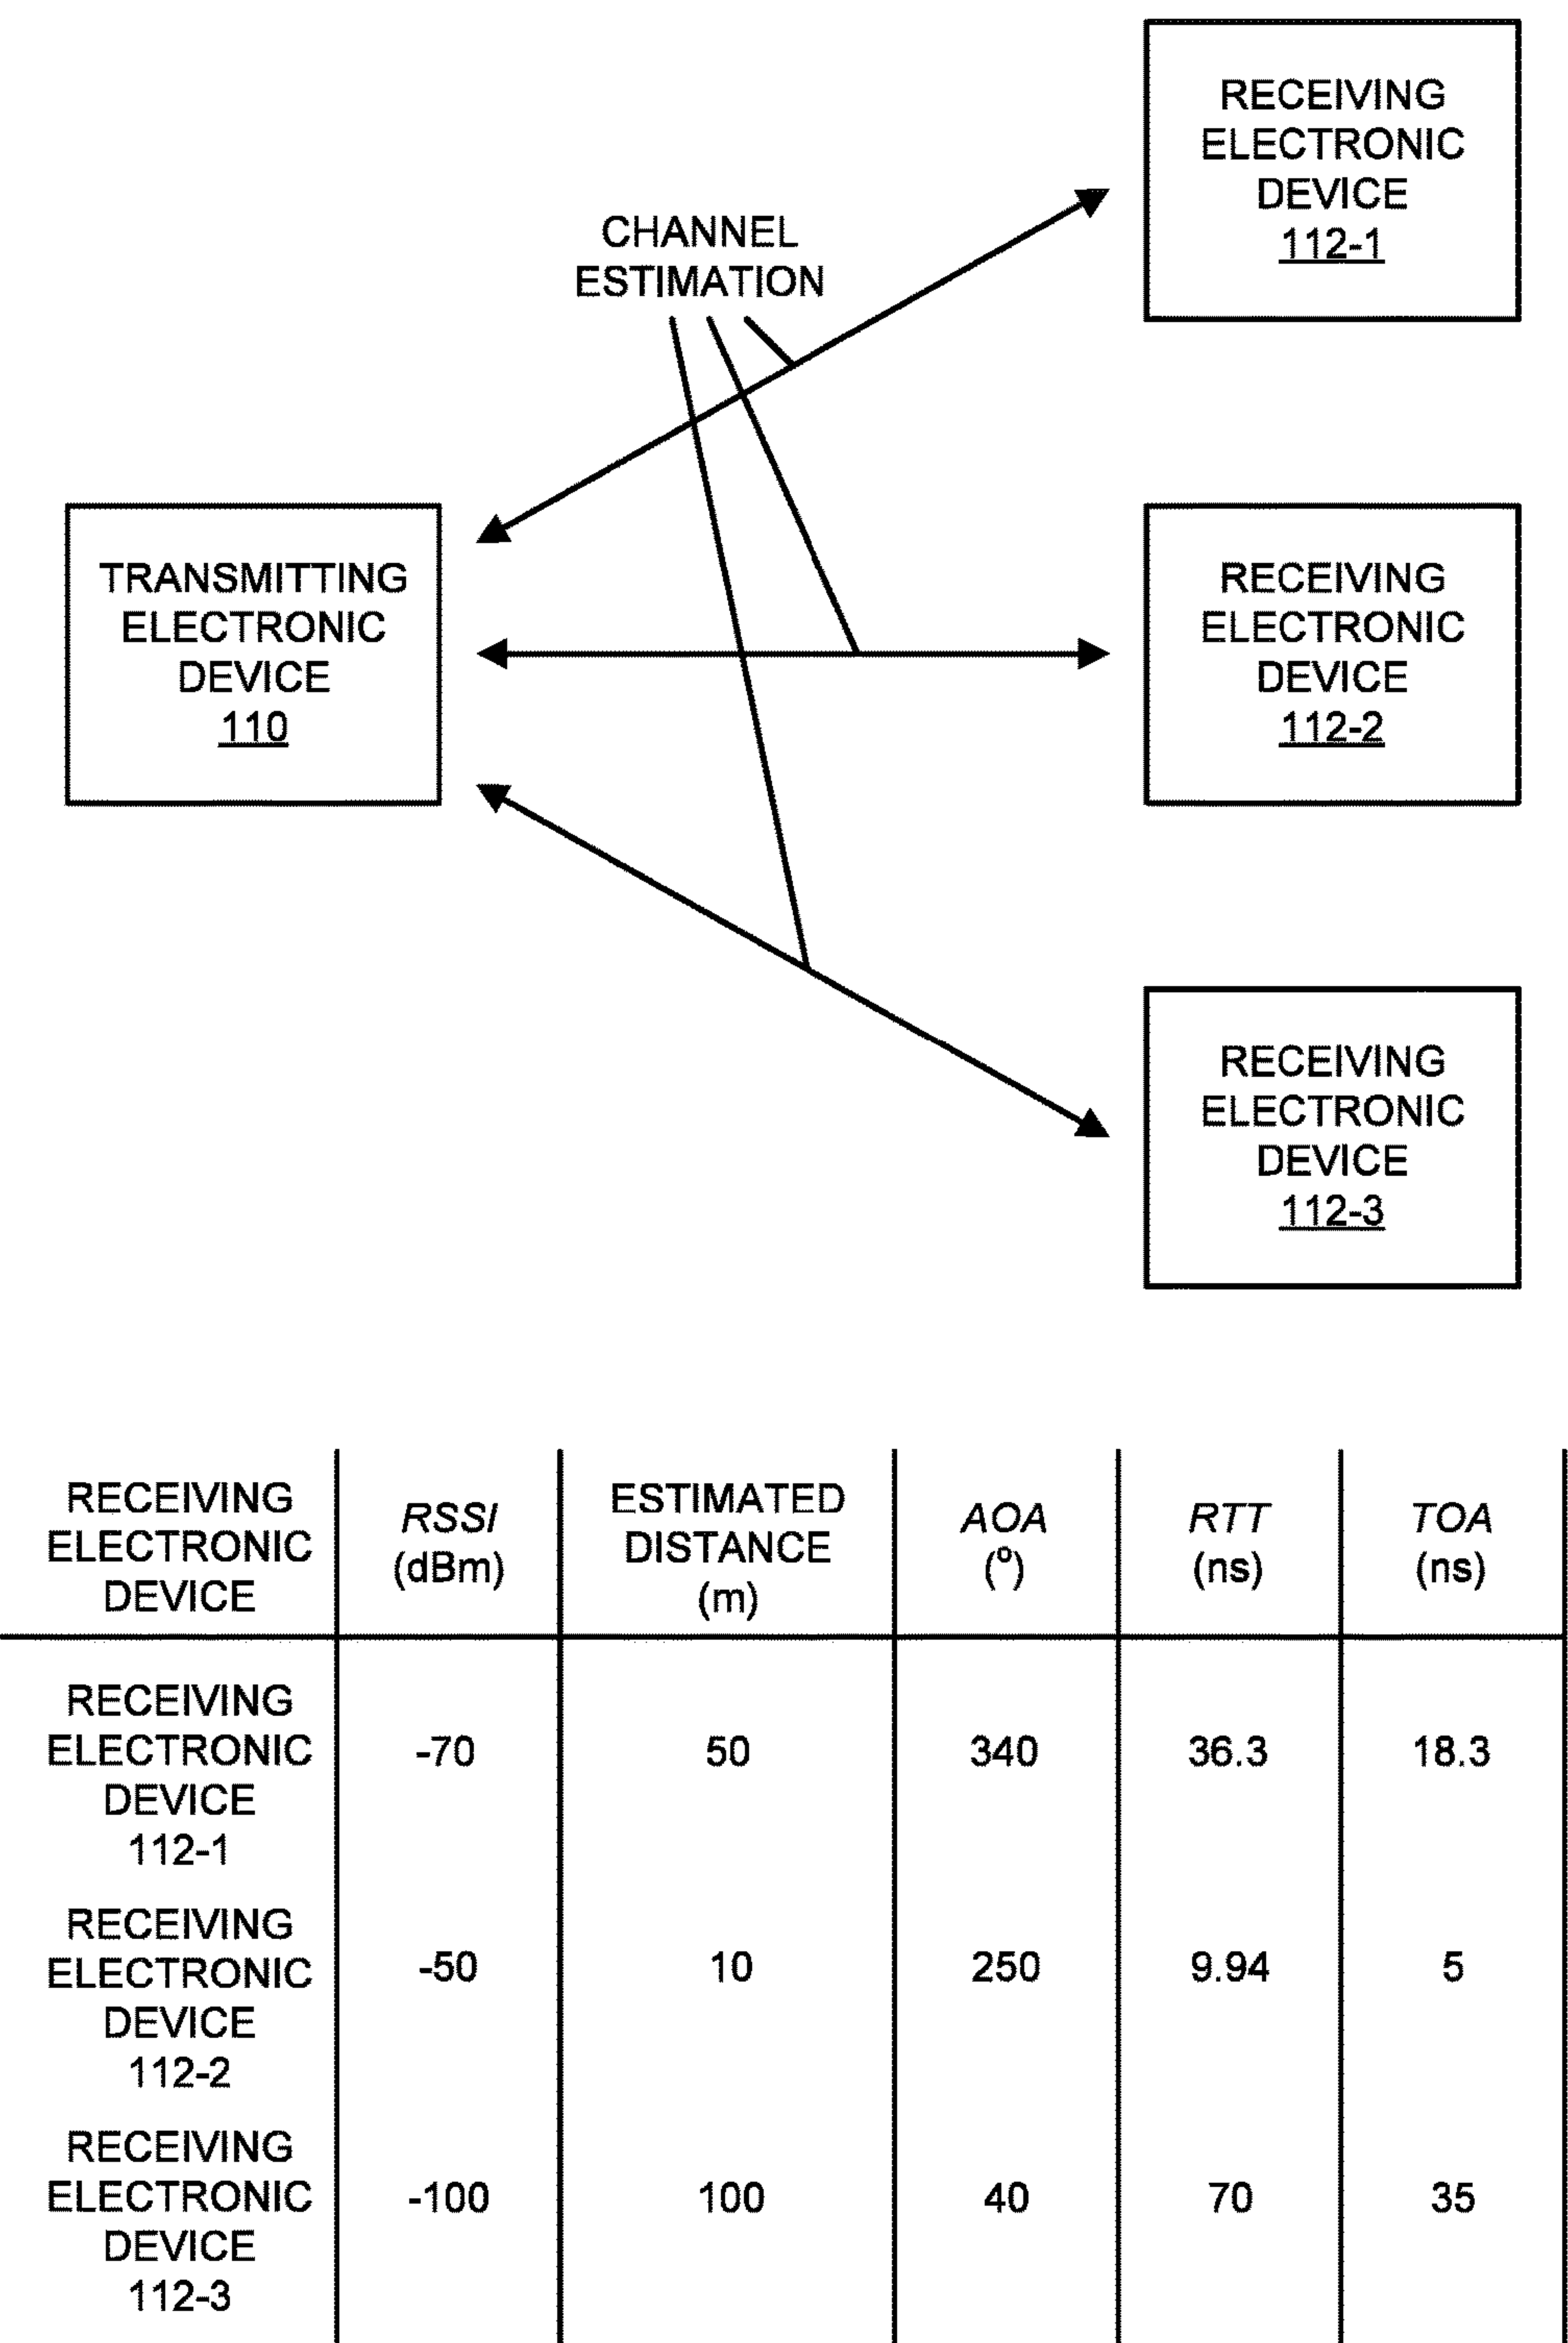 RECEIVING
ELECTRONIC
DEVICE
112-1
CHANNEL
ESTIMATION
TRANSMITTING
ELECTRONIC
DEVICE
110
RECEIVING
ELECTRONIC
DEVICE
112-2
RECEIVING
ELECTRONIC
DEVICE
112-3
RECEIVING
ELECTRONIC
DEVICE
RSSI
(dBm)
ESTIMATED
DISTANCE
(m)
AOA
(°)
RTT
(ns)
TOA
(ns)
RECEIVING
ELECTRONIC
DEVICE
112-1
-70
50
340
36.3
18.3
RECEIVING
ELECTRONIC
DEVICE
112-2
-50
10
250
9.94
5
RECEIVING
ELECTRONIC
DEVICE
112-3
-100
100
40
70
35